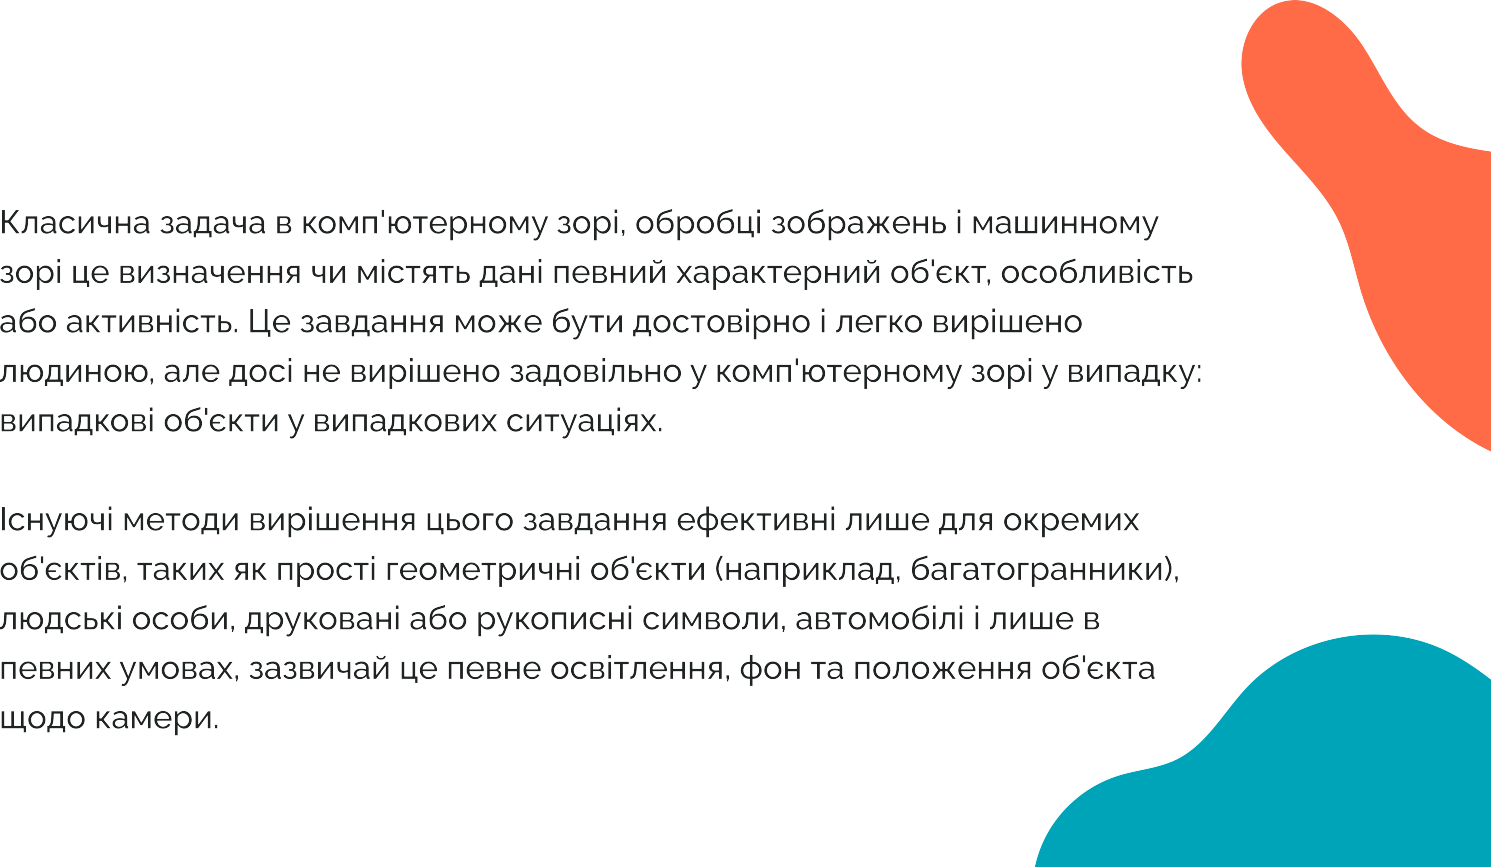 Класична задача в комп'ютерному зорі, обробці зображень і машинному
зорі це визначення чи містять дані певний характерний об'єкт, особливість
або активність. Це завдання може бути достовірно і легко вирішено
людиною, але досі не вирішено задовільно у комп'ютерному зорі у випадку:
випадкові об'єкти у випадкових ситуаціях.
Існуючі методи вирішення цього завдання ефективні лише для окремих
об'єктів, таких як прості геометричні об'єкти (наприклад, багатогранники),
людські особи, друковані або рукописні символи, автомобілі і лише в
певних умовах, зазвичай це певне освітлення, фон та положення об'єкта
щодо камери.